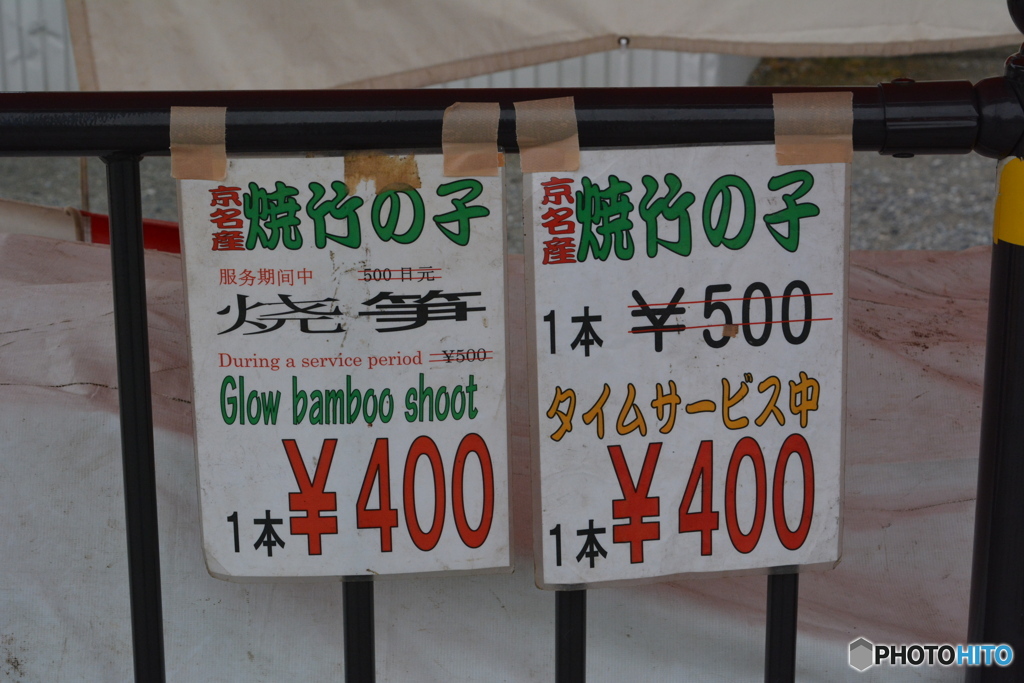 京名産
焼竹の子
服务期间中 500日元
烧笋
During a service period ¥500
Glow bamboo shoot
1本¥400
京名産
焼竹の子
1本 ¥500
タイムサービス中
1本¥400
PHOTOHITO